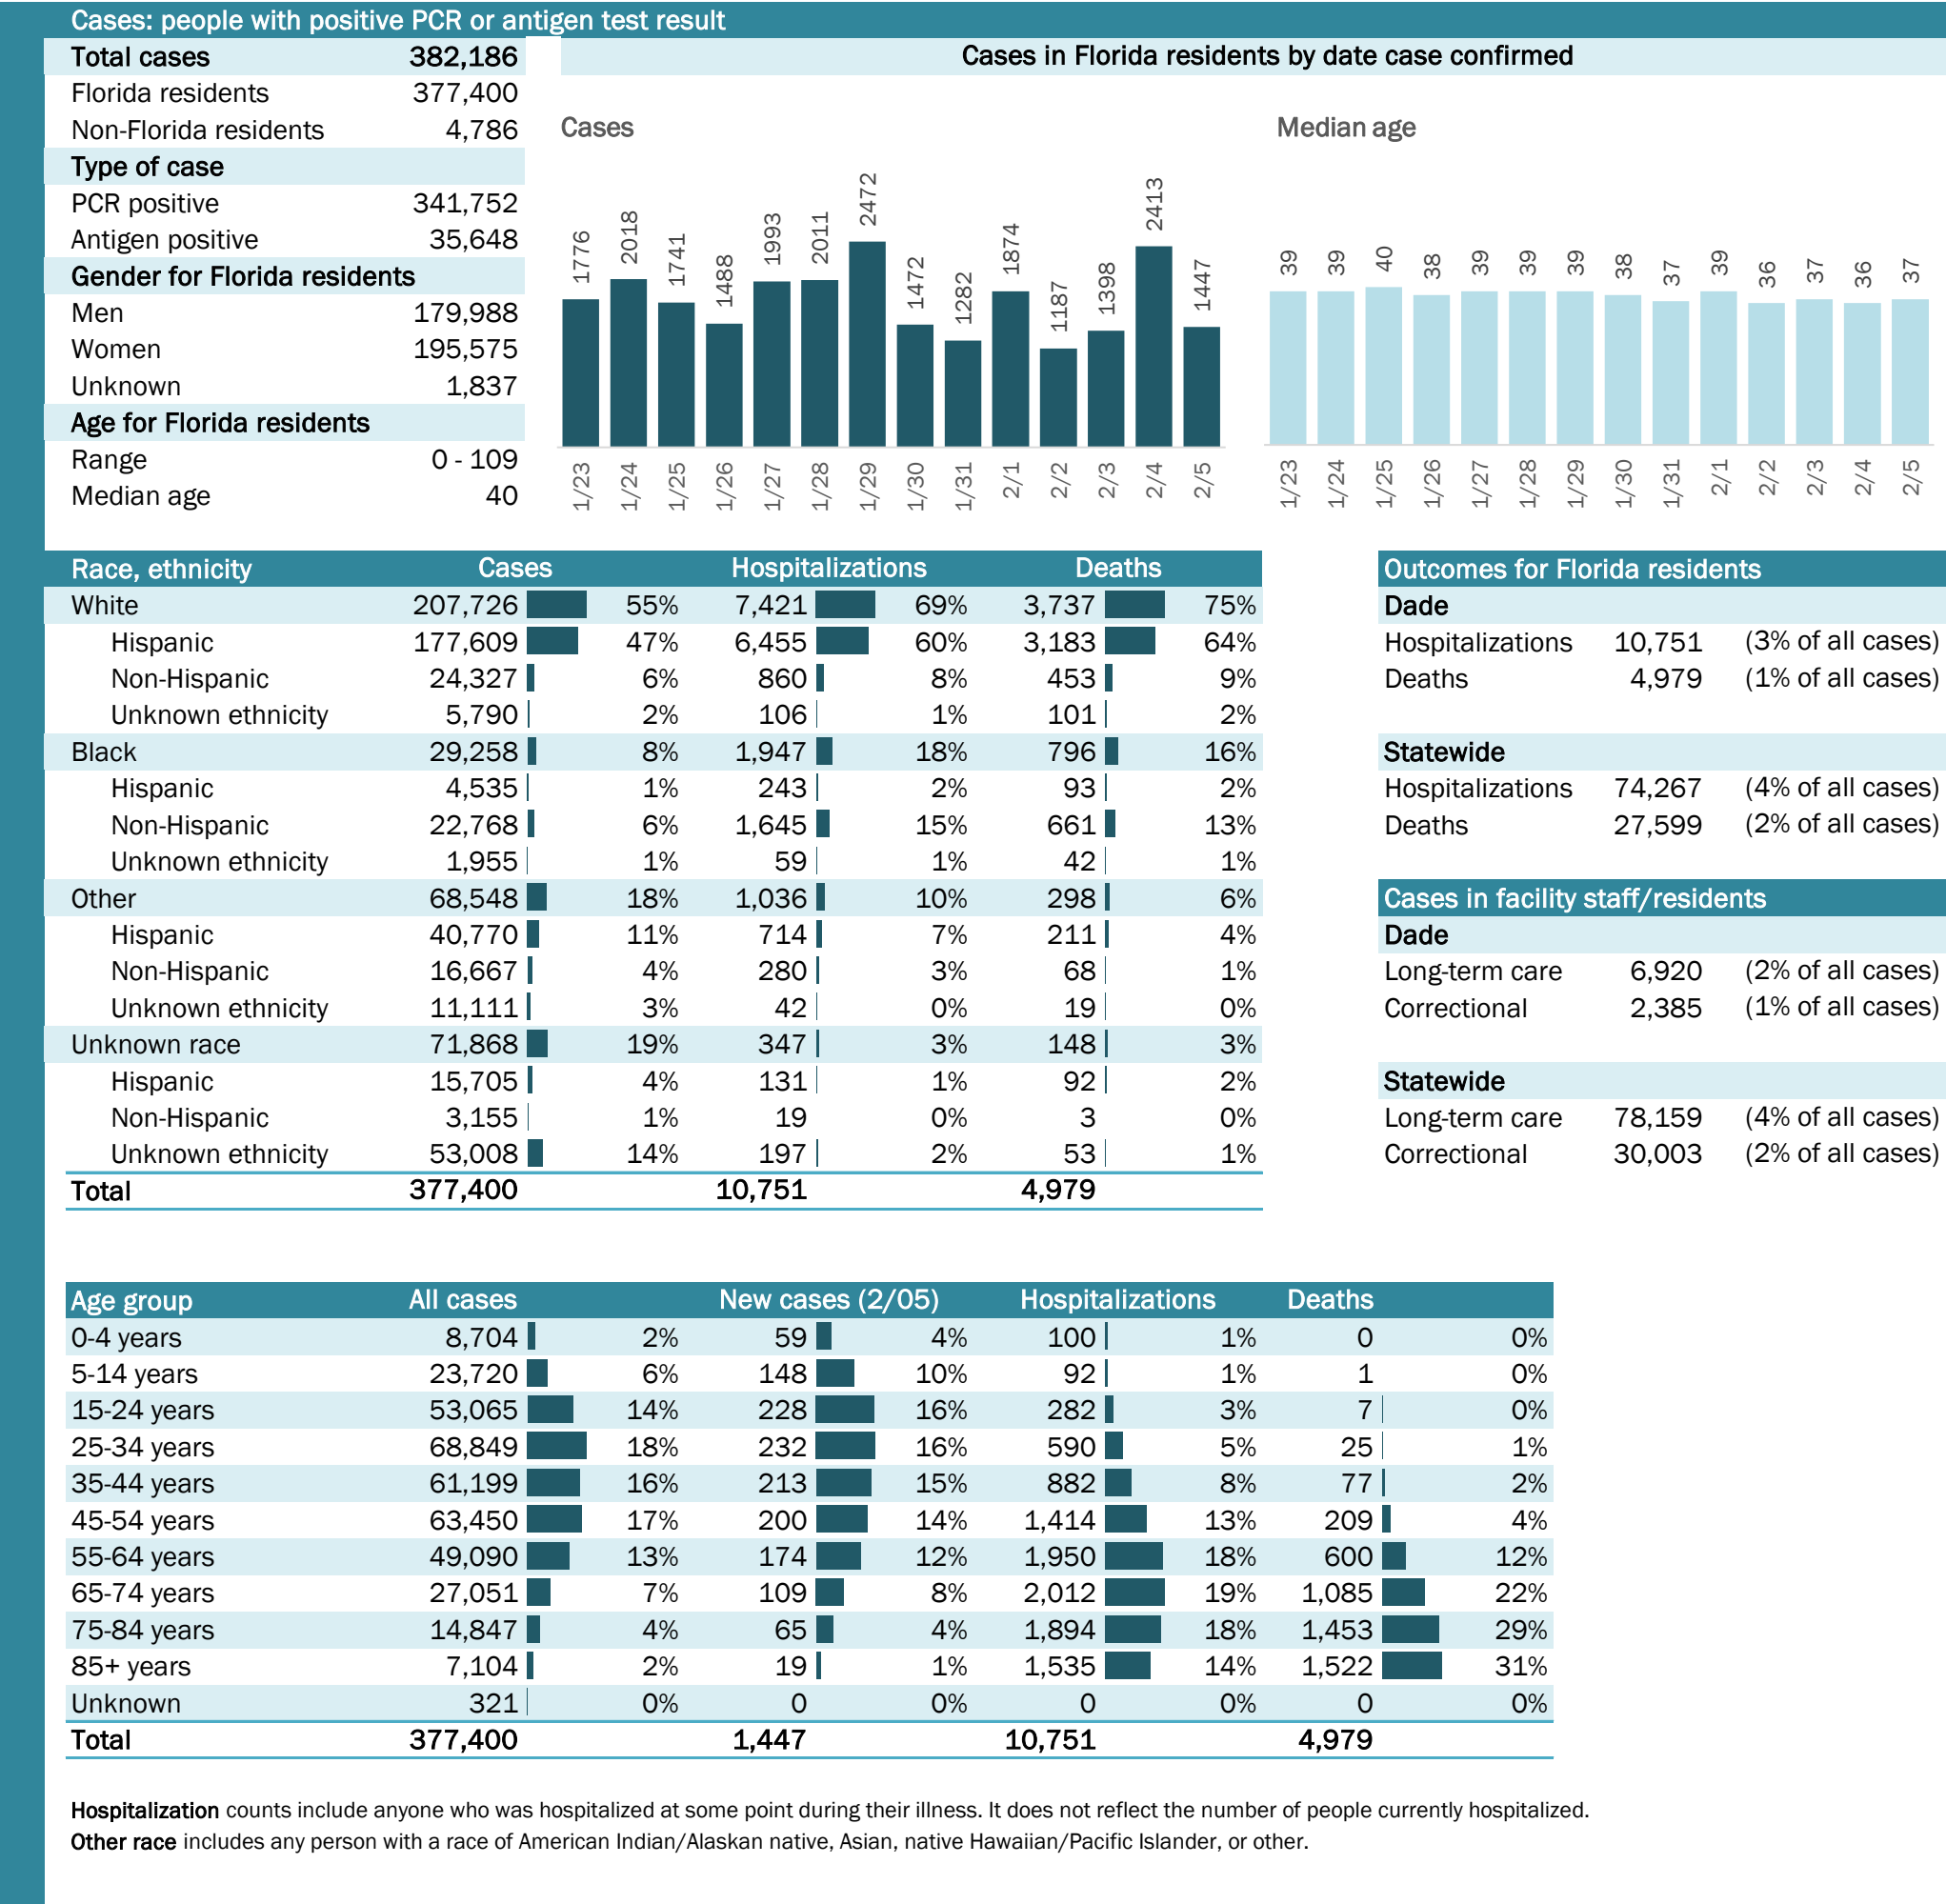 Cases: people with positive PCR or antigen test result
Total cases 382,186
Florida residents 377,400
Non-Florida residents 4,786
Type of case
PCR positive 341,752
Antigen positive 35,648
Gender for Florida residents
Men 179,988
Women 195,575
Unknown 1,837
Age for Florida residents
Range 0 - 109
Median age 40
Cases in Florida residents by date case confirmed
Cases
1776 2018 1741 1488 1993 2011 2472 1472 1282 1874 1187 1398 2413 1447
1/23 1/24 1/25 1/26 1/27 1/28 1/29 1/30 1/31 2/1 2/2 2/3 2/4 2/5
Median age
39 39 40 38 39 39 39 38 37 39 36 37 36 37
1/23 1/24 1/25 1/26 1/27 1/28 1/29 1/30 1/31 2/1 2/2 2/3 2/4 2/5
Race, ethnicity Cases Hospitalizations Deaths
White 207,726 55% 7,421 69% 3,737 75%
Hispanic 177,609 47% 6,455 60% 3,183 64%
Non-Hispanic 24,327 6% 860 8% 453 9%
Unknown ethnicity 5,790 2% 106 1% 101 2%
Black 29,258 8% 1,947 18% 796 16%
Hispanic 4,535 1% 243 2% 93 2%
Non-Hispanic 22,768 6% 1,645 15% 661 13%
Unknown ethnicity 1,955 1% 59 1% 42 1%
Other 68,548 18% 1,036 10% 298 6%
Hispanic 40,770 11% 714 7% 211 4%
Non-Hispanic 16,667 4% 280 3% 68 1%
Unknown ethnicity 11,111 3% 42 0% 19 0%
Unknown race 71,868 19% 347 3% 148 3%
Hispanic 15,705 4% 131 1% 92 2%
Non-Hispanic 3,155 1% 19 0% 3 0%
Unknown ethnicity 53,008 14% 197 2% 53 1%
Total 377,400 10,751 4,979
Outcomes for Florida residents
Dade
Hospitalizations 10,751 (3% of all cases)
Deaths 4,979 (1% of all cases)
Statewide
Hospitalizations 74,267 (4% of all cases)
Deaths 27,599 (2% of all cases)
Cases in facility staff/residents
Dade
Long-term care 6,920 (2% of all cases)
Correctional 2,385 (1% of all cases)
Statewide
Long-term care 78,159 (4% of all cases)
Correctional 30,003 (2% of all cases)
Age group All cases New cases (2/05) Hospitalizations Deaths
0-4 years 8,704 2% 59 4% 100 1% 0 0%
5-14 years 23,720 6% 148 10% 92 1% 1 0%
15-24 years 53,065 14% 228 16% 282 3% 7 0%
25-34 years 68,849 18% 232 16% 590 5% 25 1%
35-44 years 61,199 16% 213 15% 882 8% 77 2%
45-54 years 63,450 17% 200 14% 1,414 13% 209 4%
55-64 years 49,090 13% 174 12% 1,950 18% 600 12%
65-74 years 27,051 7% 109 8% 2,012 19% 1,085 22%
75-84 years 14,847 4% 65 4% 1,894 18% 1,453 29%
85+ years 7,104 2% 19 1% 1,535 14% 1,522 31%
Unknown 321 0% 0 0% 0 0% 0 0%
Total 377,400 1,447 10,751 4,979
Hospitalization counts include anyone who was hospitalized at some point during their illness. It does not reflect the number of people currently hospitalized.
Other race includes any person with a race of American Indian/Alaskan native, Asian, native Hawaiian/Pacific Islander, or other.